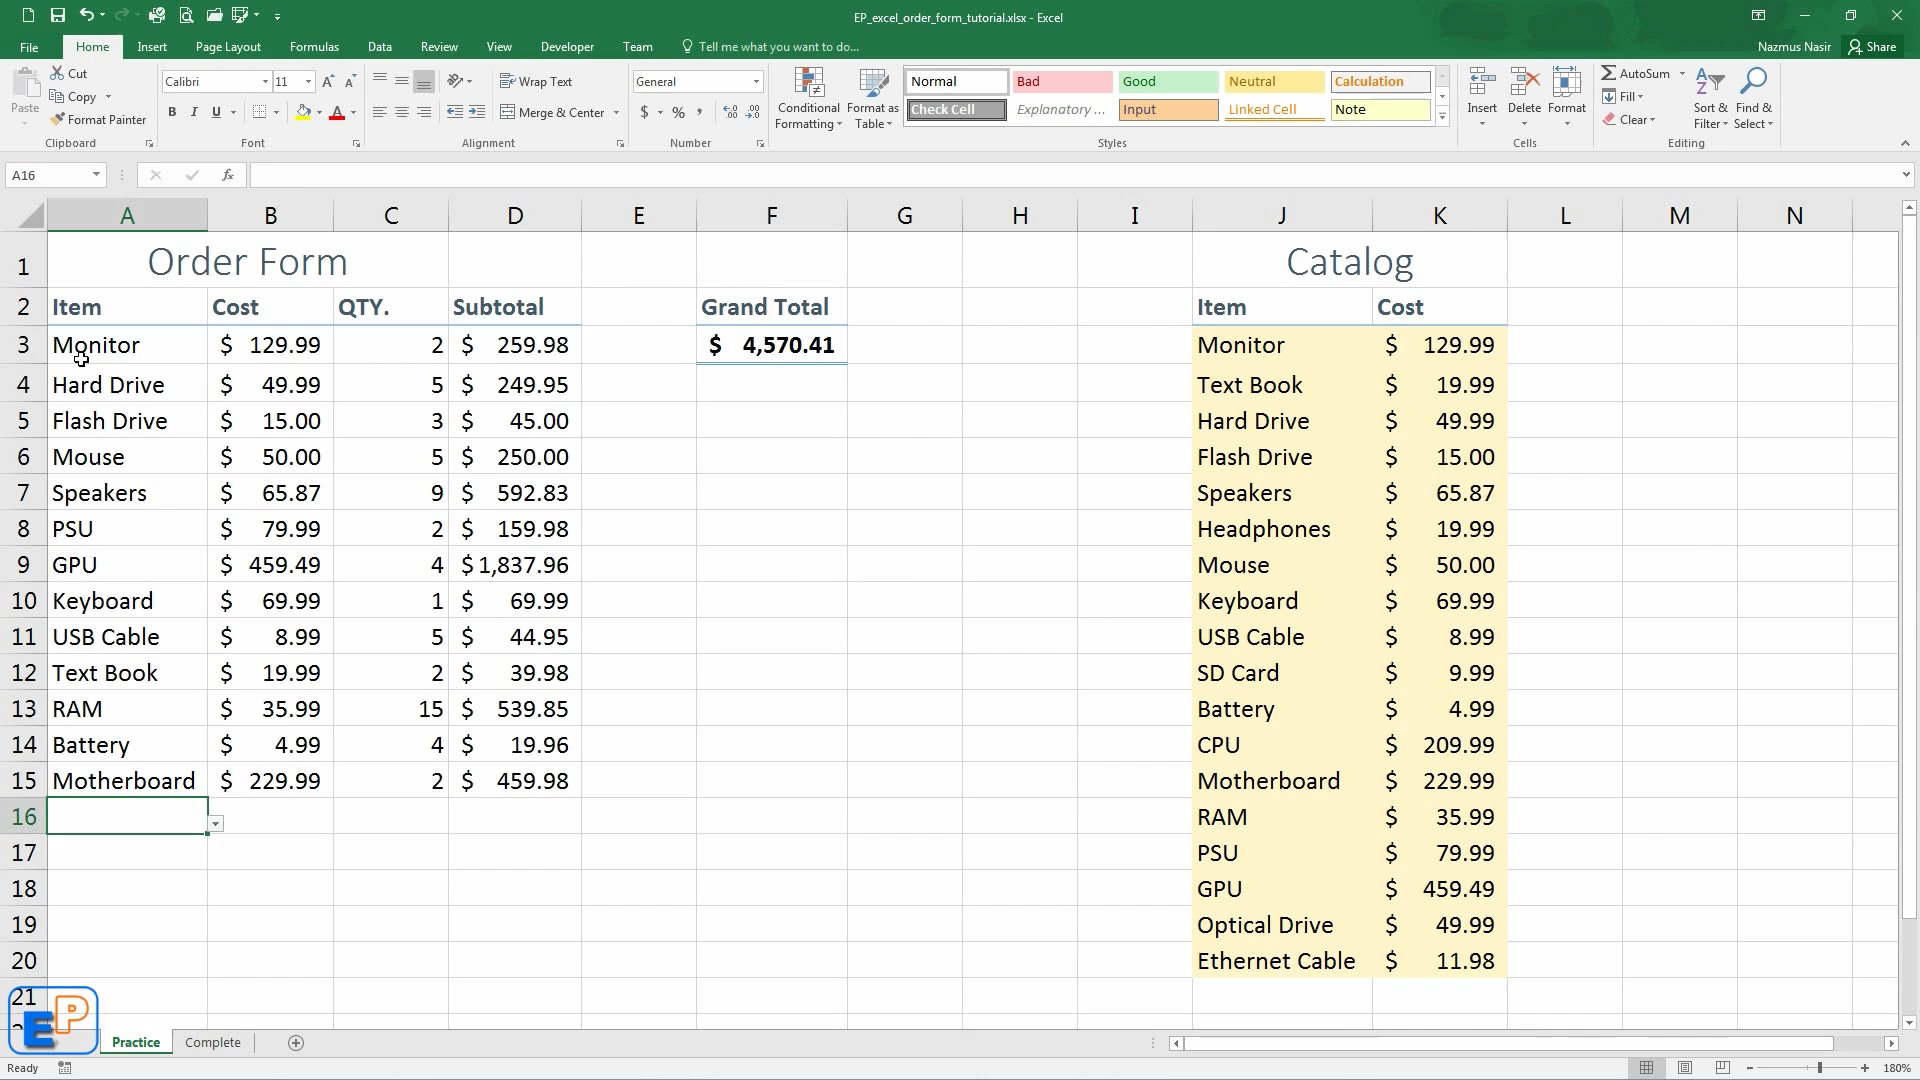 EP_excel_order_form_tutorial.xlsx - Excel
File Home Insert Page Layout Formulas Data Review View Developer Team Tell me what you want to do... Nazmus Nasir Share
Paste
Cut
Copy
Format Painter
Clipboard
Calibri 11
B I U
Font
Wrap Text
Merge & Center
Alignment
General
$ % ,
Number
Conditional Formatting
Format as Table
Normal Bad Good Neutral Calculation
Check Cell Explanatory ... Input Linked Cell Note
Styles
Insert Delete Format
Cells
AutoSum
Fill
Clear
Sort & Filter
Find & Select
Editing
A16 fx
A B C D E F G H I J K L M N
1 Order Form Catalog
2 Item Cost QTY. Subtotal Grand Total Item Cost
3 Monitor $ 129.99 2 $ 259.98 $ 4,570.41 Monitor $ 129.99
4 Hard Drive $ 49.99 5 $ 249.95 Text Book $ 19.99
5 Flash Drive $ 15.00 3 $ 45.00 Hard Drive $ 49.99
6 Mouse $ 50.00 5 $ 250.00 Flash Drive $ 15.00
7 Speakers $ 65.87 9 $ 592.83 Speakers $ 65.87
8 PSU $ 79.99 2 $ 159.98 Headphones $ 19.99
9 GPU $ 459.49 4 $ 1,837.96 Mouse $ 50.00
10 Keyboard $ 69.99 1 $ 69.99 Keyboard $ 69.99
11 USB Cable $ 8.99 5 $ 44.95 USB Cable $ 8.99
12 Text Book $ 19.99 2 $ 39.98 SD Card $ 9.99
13 RAM $ 35.99 15 $ 539.85 Battery $ 4.99
14 Battery $ 4.99 4 $ 19.96 CPU $ 209.99
15 Motherboard $ 229.99 2 $ 459.98 Motherboard $ 229.99
16 RAM $ 35.99
17 PSU $ 79.99
18 GPU $ 459.49
19 Optical Drive $ 49.99
20 Ethernet Cable $ 11.98
21
EP
Practice Complete
Ready 180%